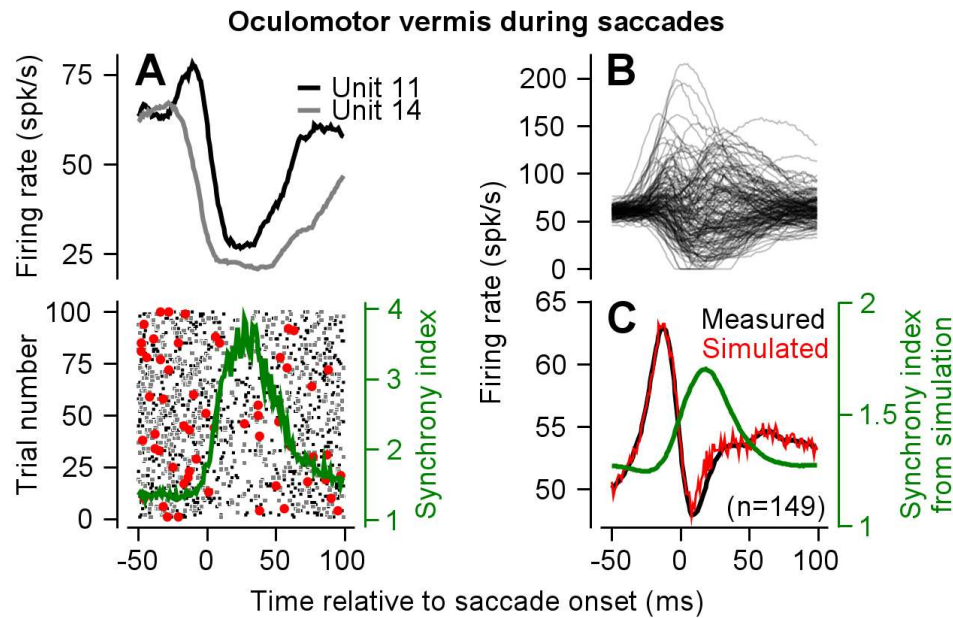 Oculomotor vermis during saccades
A
Firing rate (spk/s)
75
50
25
Unit 11
Unit 14
B
Firing rate (spk/s)
200
150
100
50
0
Trial number
100
75
50
25
0
4
3
2
1
Synchrony index
-50 0 50 100
C
65
60
55
50
Measured
Simulated
(n=149)
2
1.5
1
Synchrony index
from simulation
-50 0 50 100
Time relative to saccade onset (ms)